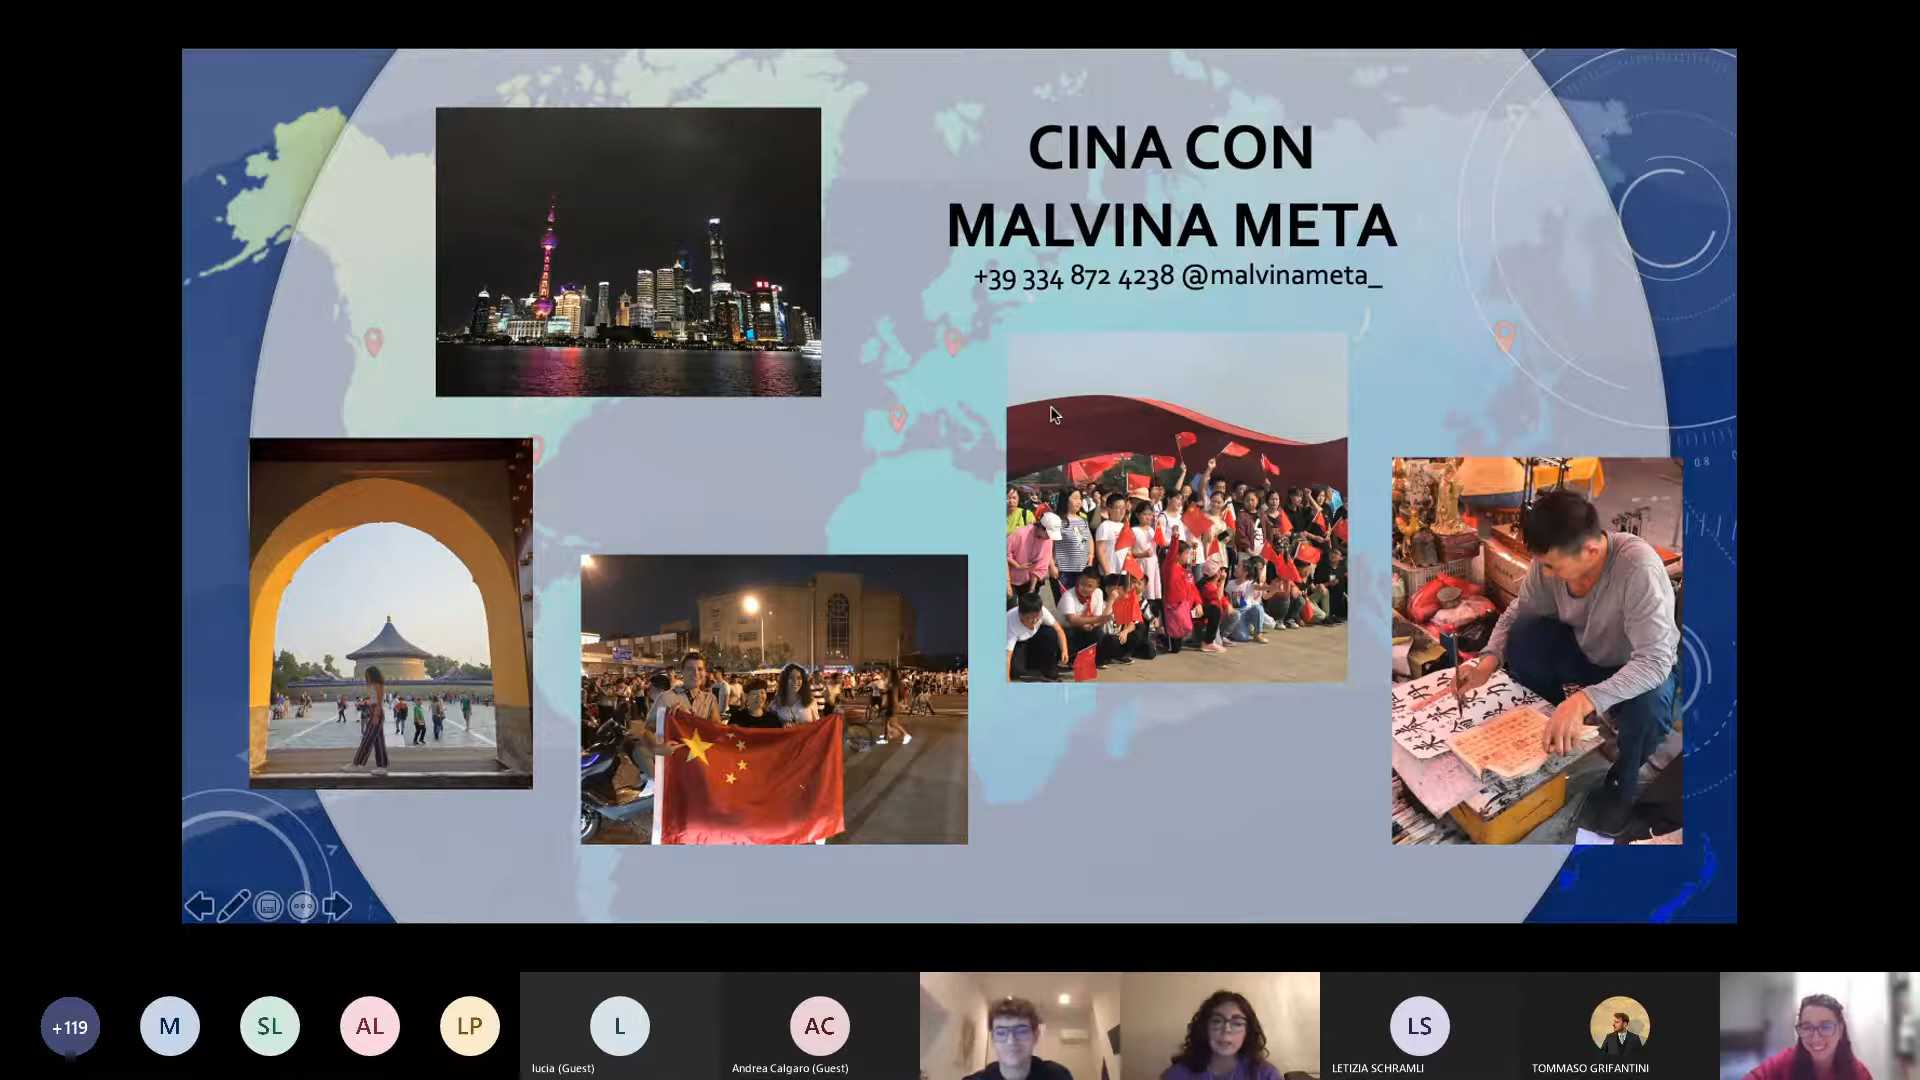 CINA CON
MALVINA META
+39 334 872 4238 @malvinameta_
+119
M
SL
AL
LP
L
AC
LS
lucia (Guest)
Andrea Calgaro (Guest)
LETIZIA SCHRAMLI
TOMMASO GRIFANTINI